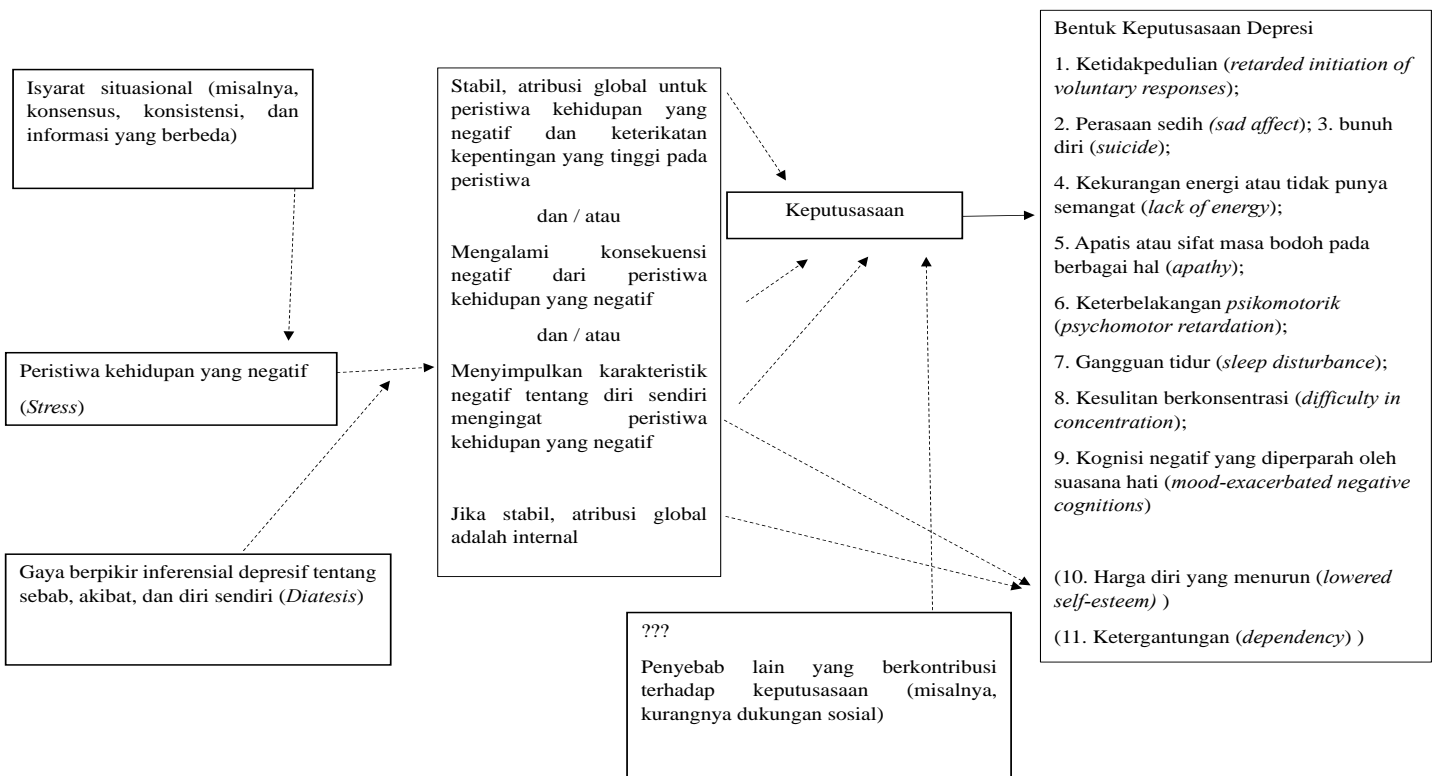 Isyarat situasional (misalnya,
konsensus, konsistensi, dan
informasi yang berbeda)
Peristiwa kehidupan yang negatif
(Stress)
Gaya berpikir inferensial depresif tentang
sebab, akibat, dan diri sendiri (Diatesis)
Stabil, atribusi global untuk
peristiwa kehidupan yang
negatif dan keterikatan
kepentingan yang tinggi pada
peristiwa
dan / atau
Mengalami konsekuensi
negatif dari peristiwa
kehidupan yang negatif
dan / atau
Menyimpulkan karakteristik
negatif tentang diri sendiri
mengingat peristiwa
kehidupan yang negatif
Jika stabil, atribusi global
adalah internal
Keputusasaan
???
Penyebab lain yang berkontribusi
terhadap keputusasaan (misalnya,
kurangnya dukungan sosial)
Bentuk Keputusasaan Depresi
1. Ketidakpedulian (retarded initiation of
voluntary responses);
2. Perasaan sedih (sad affect); 3. bunuh
diri (suicide);
4. Kekurangan energi atau tidak punya
semangat (lack of energy);
5. Apatis atau sifat masa bodoh pada
berbagai hal (apathy);
6. Keterbelakangan psikomotorik
(psychomotor retardation);
7. Gangguan tidur (sleep disturbance);
8. Kesulitan berkonsentrasi (difficulty in
concentration);
9. Kognisi negatif yang diperparah oleh
suasana hati (mood-exacerbated negative
cognitions)
(10. Harga diri yang menurun (lowered
self-esteem) )
(11. Ketergantungan (dependency) )